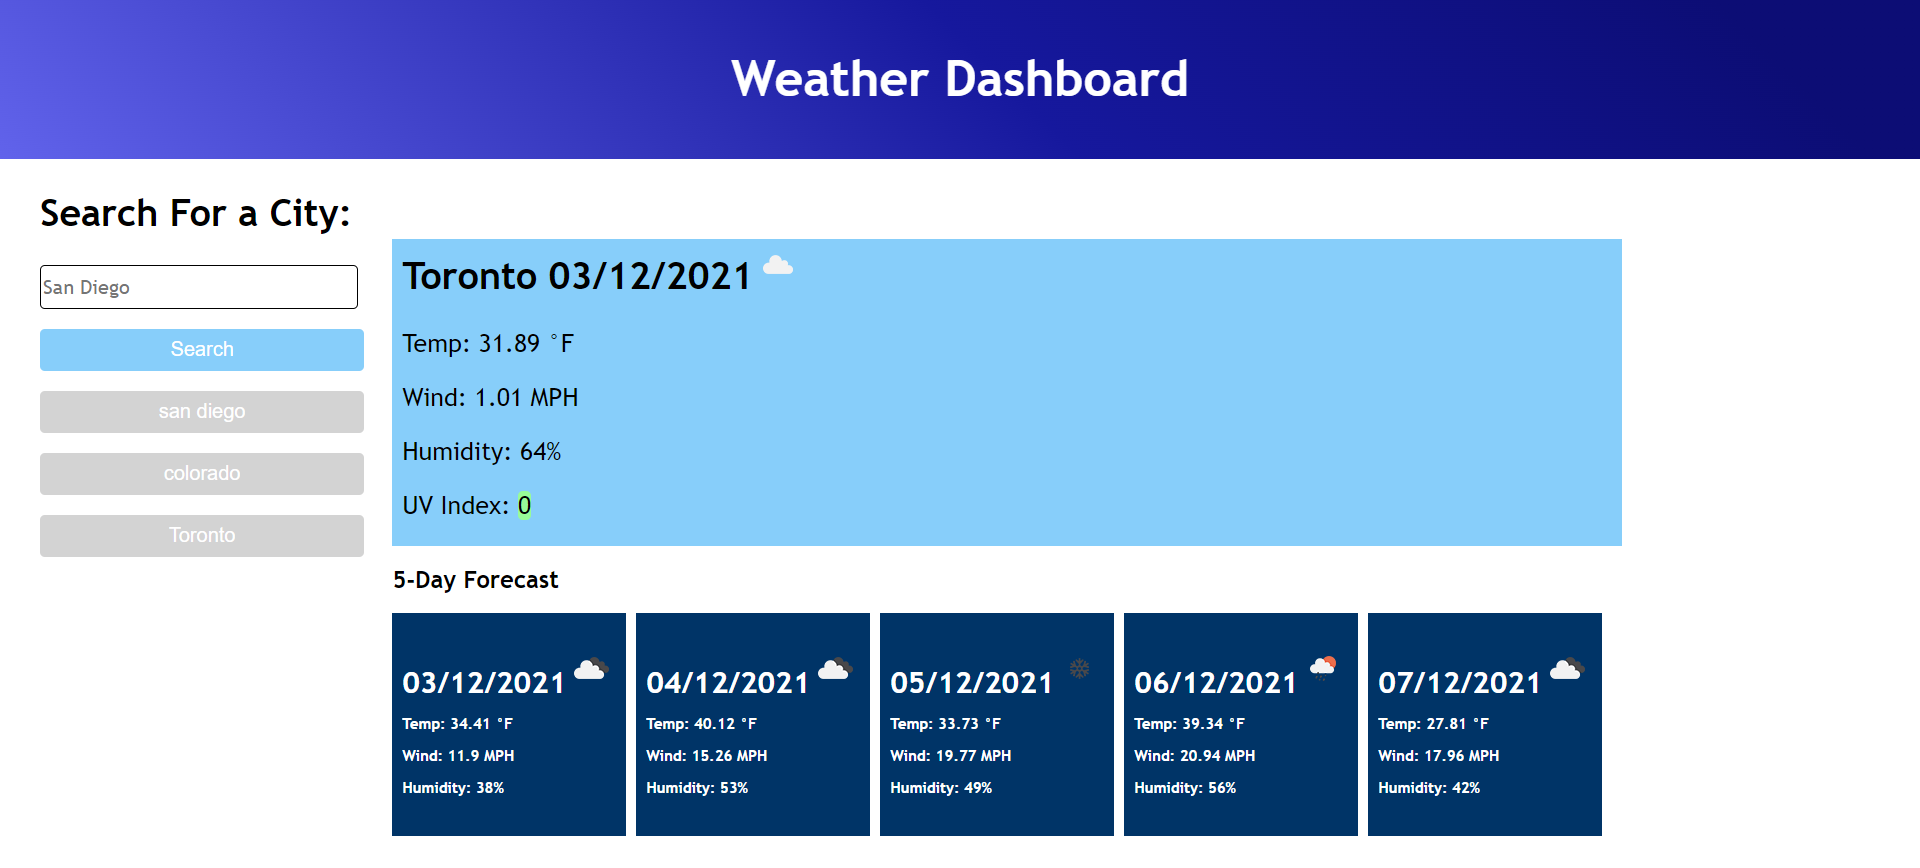 Weather Dashboard
Search For a City:
San Diego
Search
san diego
colorado
Toronto
Toronto 03/12/2021
Temp: 31.89 °F
Wind: 1.01 MPH
Humidity: 64%
UV Index: 0
5-Day Forecast
03/12/2021
Temp: 34.41 °F
Wind: 11.9 MPH
Humidity: 38%
04/12/2021
Temp: 40.12 °F
Wind: 15.26 MPH
Humidity: 53%
05/12/2021
Temp: 33.73 °F
Wind: 19.77 MPH
Humidity: 49%
06/12/2021
Temp: 39.34 °F
Wind: 20.94 MPH
Humidity: 56%
07/12/2021
Temp: 27.81 °F
Wind: 17.96 MPH
Humidity: 42%